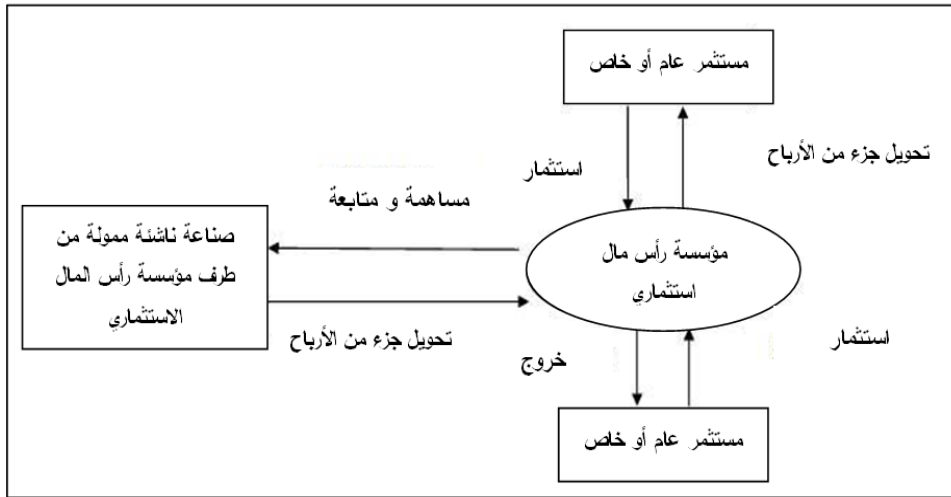 مستثمر عام أو خاص
تحويل جزء من الأرباح
استثمار
مساهمة و متابعة
صناعة ناشئة ممولة من
طرف مؤسسة رأس المال
الاستثماري
مؤسسة رأس مال
استثماري
تحويل جزء من الأرباح
استثمار
خروج
مستثمر عام أو خاص